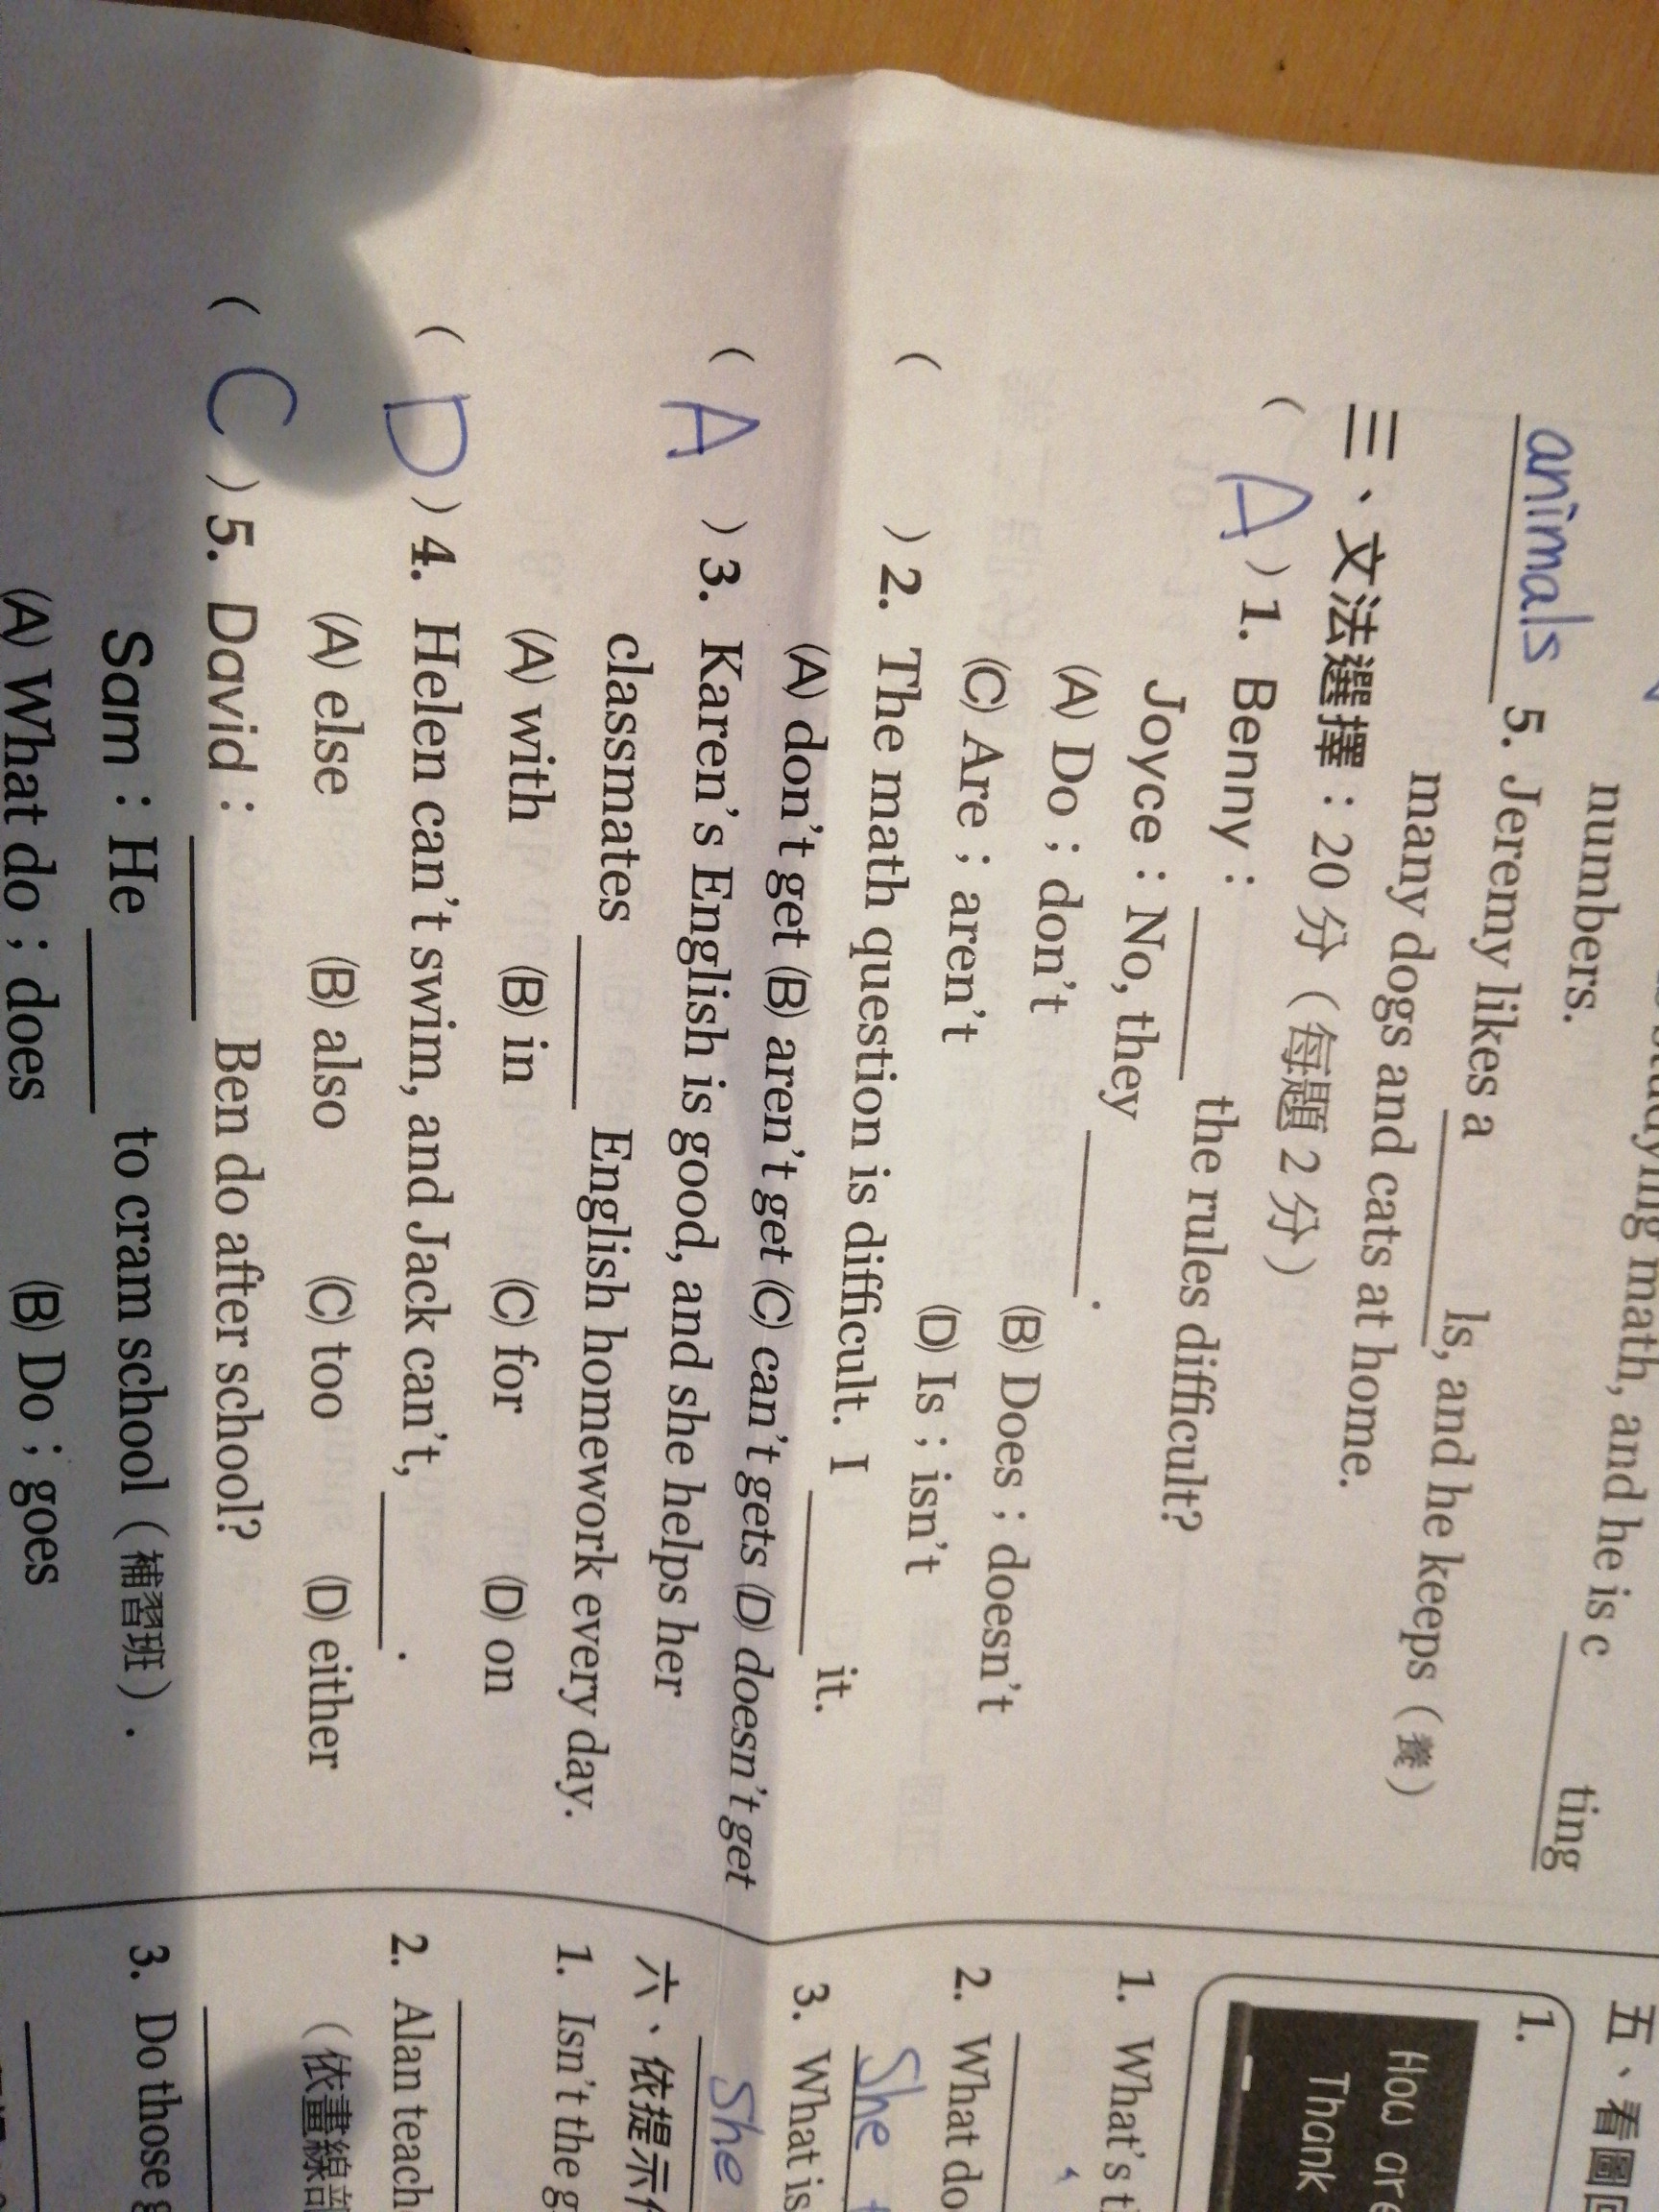 studying math, and he is c ting
numbers.
animals 5. Jeremy likes a ls, and he keeps (養)
many dogs and cats at home.
三、文法選擇：20 分（每題 2 分）
( A ) 1. Benny： the rules difficult?
Joyce：No, they .
(A) Do；don't (B) Does；doesn't
(C) Are；aren't (D) Is；isn't
( ) 2. The math question is difficult. I it.
(A) don't get (B) aren't get (C) can't gets (D) doesn't get
( A ) 3. Karen's English is good, and she helps her
classmates English homework every day.
(A) with (B) in (C) for (D) on
( D ) 4. Helen can't swim, and Jack can't, .
(A) else (B) also (C) too (D) either
( C ) 5. David： Ben do after school?
Sam：He to cram school（補習班）.
(A) What do；does (B) Do；goes
五、看圖
1.
How are
Thank
1. What's
2. What do
She
3. What is
She
六、依提示
1. Isn't the
2. Alan teach
（依畫線部
3. Do those